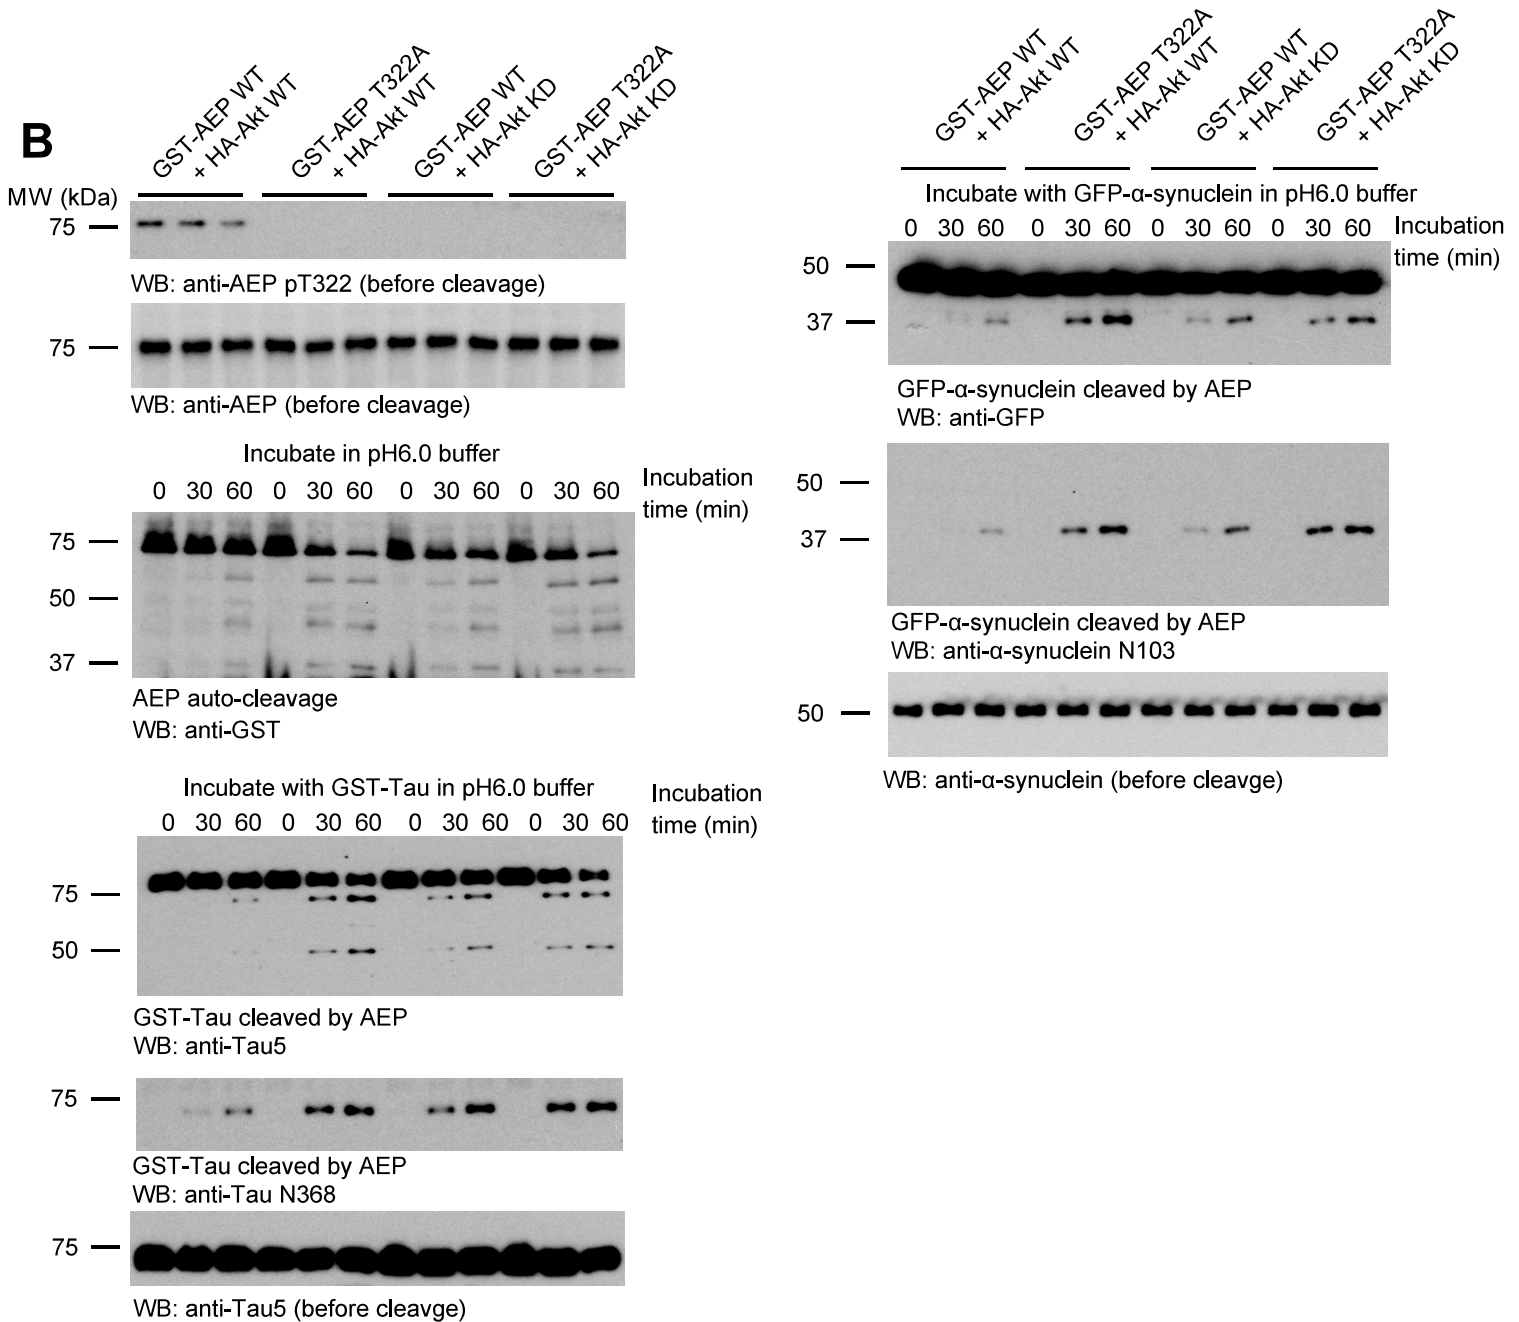 B
GST-AEP WT
+ HA-Akt WT
GST-AEP T322A
+ HA-Akt WT
GST-AEP WT
+ HA-Akt KD
GST-AEP T322A
+ HA-Akt KD
MW (kDa)
75
WB: anti-AEP pT322 (before cleavage)
75
WB: anti-AEP (before cleavage)
Incubate in pH6.0 buffer
0 30 60 0 30 60 0 30 60 0 30 60
Incubation
time (min)
75
50
37
AEP auto-cleavage
WB: anti-GST
Incubate with GST-Tau in pH6.0 buffer
0 30 60 0 30 60 0 30 60 0 30 60
Incubation
time (min)
75
50
GST-Tau cleaved by AEP
WB: anti-Tau5
75
GST-Tau cleaved by AEP
WB: anti-Tau N368
75
WB: anti-Tau5 (before cleavge)
GST-AEP WT
+ HA-Akt WT
GST-AEP T322A
+ HA-Akt WT
GST-AEP WT
+ HA-Akt KD
GST-AEP T322A
+ HA-Akt KD
Incubate with GFP-α-synuclein in pH6.0 buffer
0 30 60 0 30 60 0 30 60 0 30 60
Incubation
time (min)
50
37
GFP-α-synuclein cleaved by AEP
WB: anti-GFP
50
37
GFP-α-synuclein cleaved by AEP
WB: anti-α-synuclein N103
50
WB: anti-α-synuclein (before cleavge)